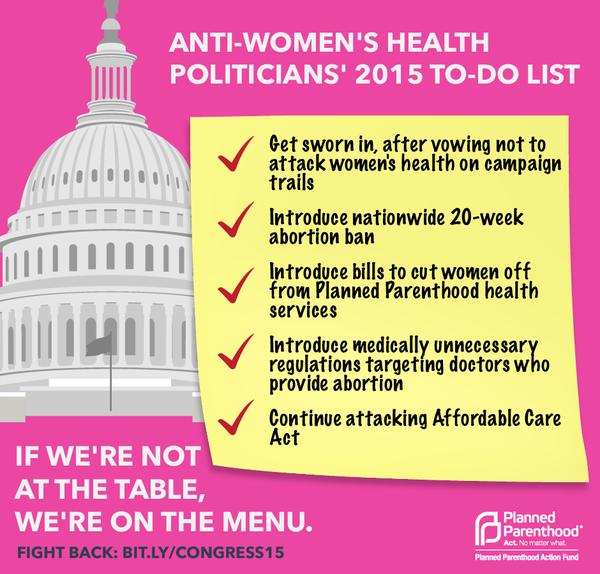 ANTI-WOMEN'S HEALTH
POLITICIANS' 2015 TO-DO LIST
Get sworn in, after vowing not to
attack women's health on campaign
trails
Introduce nationwide 20-week
abortion ban
Introduce bills to cut women off
from Planned Parenthood health
services
Introduce medically unnecessary
regulations targeting doctors who
provide abortion
Continue attacking Affordable Care
Act
IF WE'RE NOT
AT THE TABLE,
WE'RE ON THE MENU.
FIGHT BACK: BIT.LY/CONGRESS15
Planned
Parenthood®
Act. No matter what.
Planned Parenthood Action Fund